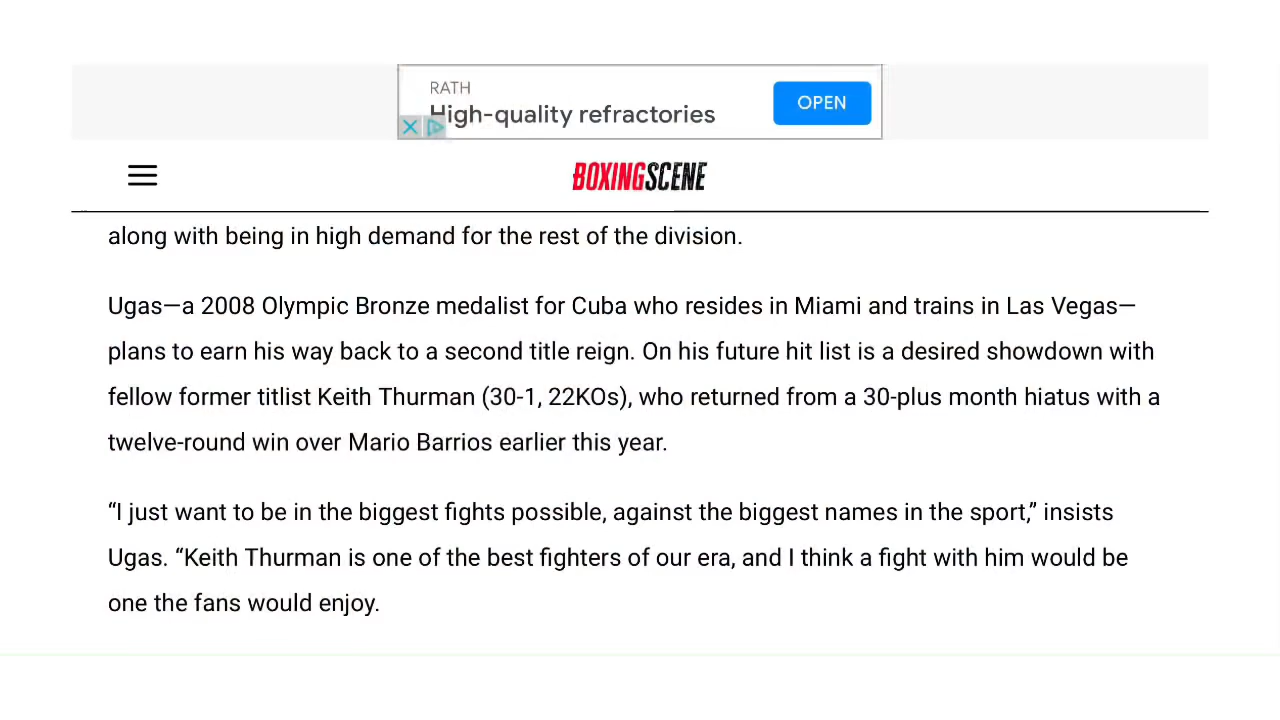 RATH
High-quality refractories
OPEN
BOXINGSCENE
along with being in high demand for the rest of the division.
Ugas—a 2008 Olympic Bronze medalist for Cuba who resides in Miami and trains in Las Vegas—
plans to earn his way back to a second title reign. On his future hit list is a desired showdown with
fellow former titlist Keith Thurman (30-1, 22KOs), who returned from a 30-plus month hiatus with a
twelve-round win over Mario Barrios earlier this year.
“I just want to be in the biggest fights possible, against the biggest names in the sport,” insists
Ugas. “Keith Thurman is one of the best fighters of our era, and I think a fight with him would be
one the fans would enjoy.